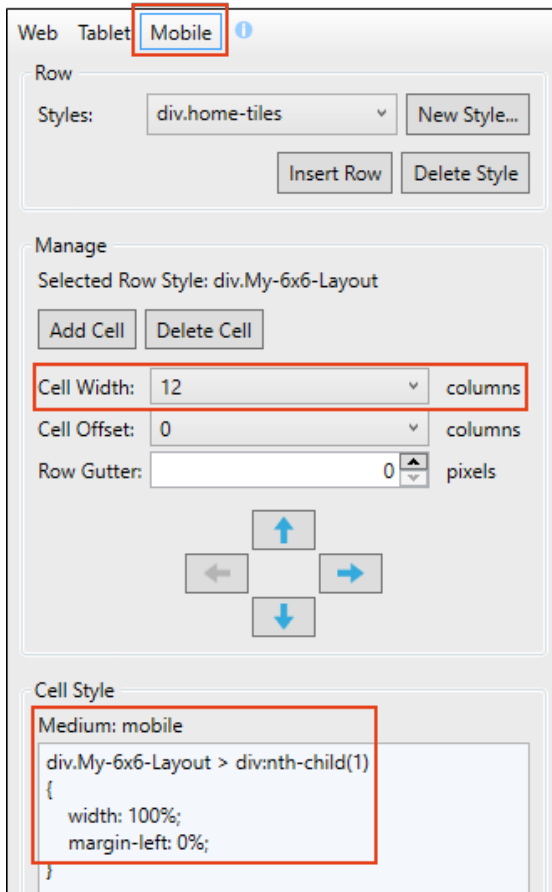 Web Tablet Mobile i
Row
Styles: div.home-tiles New Style...
Insert Row Delete Style
Manage
Selected Row Style: div.My-6x6-Layout
Add Cell Delete Cell
Cell Width: 12 columns
Cell Offset: 0 columns
Row Gutter: 0 pixels
Cell Style
Medium: mobile
div.My-6x6-Layout > div:nth-child(1)
{
width: 100%;
margin-left: 0%;
}